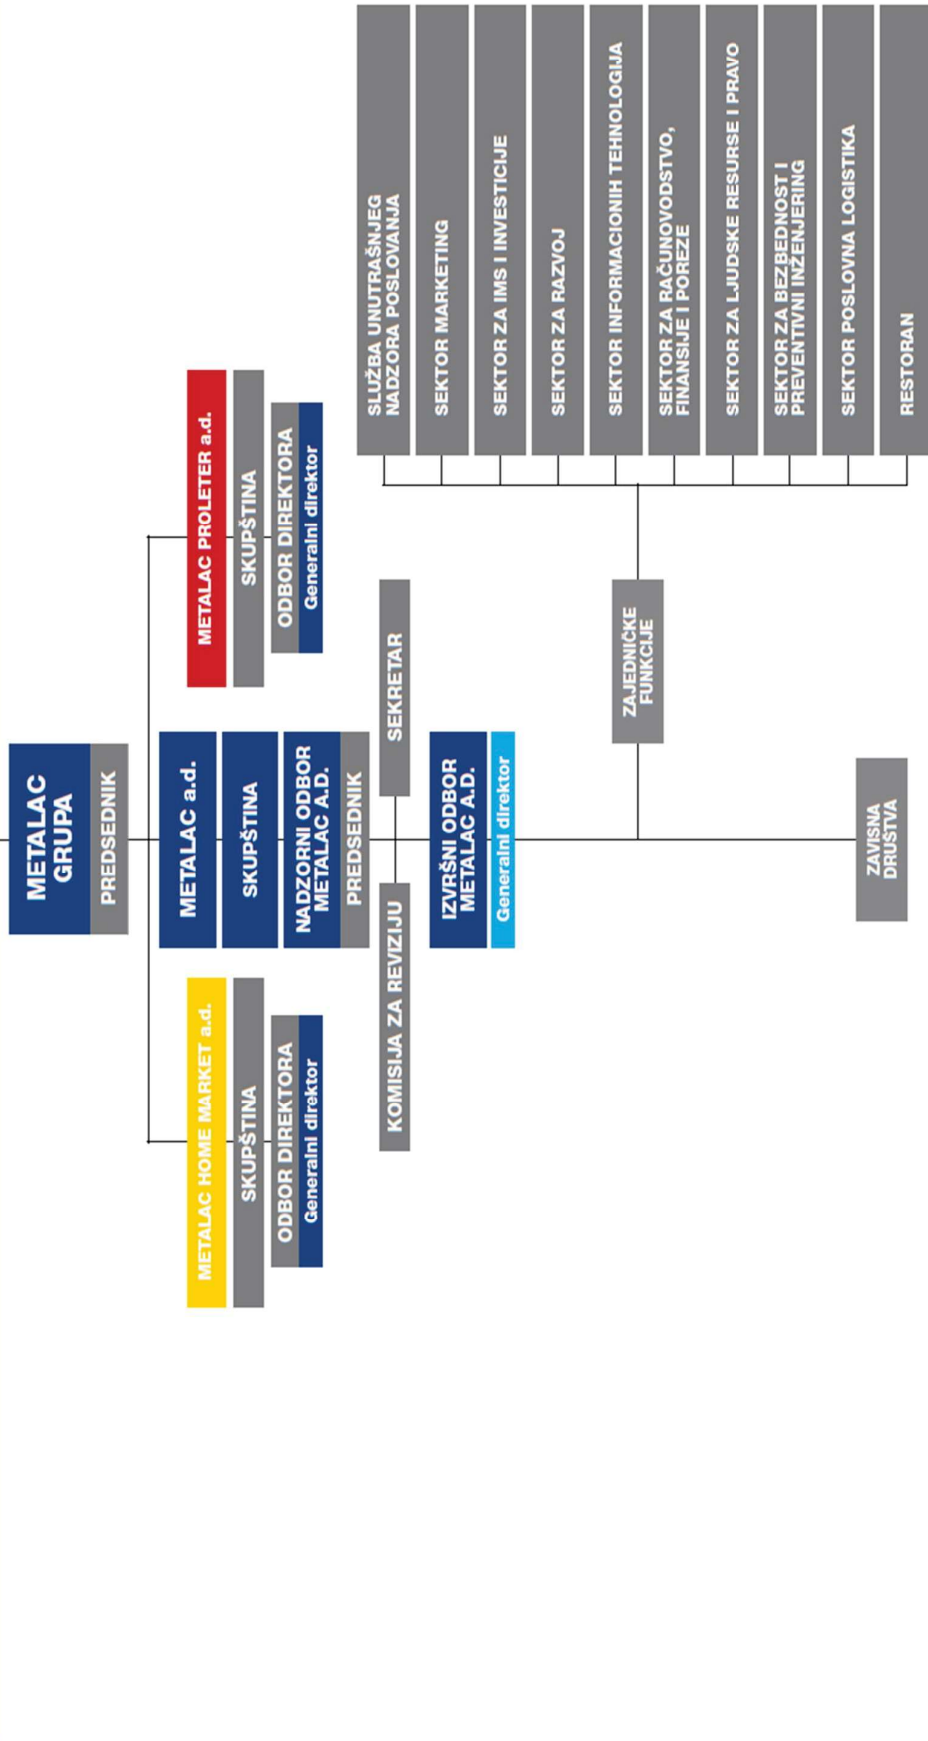 METALAC
GRUPA
PREDSEDNIK
METALAC HOME MARKET a.d.
SKUPŠTINA
ODBOR DIREKTORA
Generalni direktor
METALAC a.d.
SKUPŠTINA
NADZORNI ODBOR
METALAC A.D.
PREDSEDNIK
METALAC PROLETER a.d.
SKUPŠTINA
ODBOR DIREKTORA
Generalni direktor
KOMISIJA ZA REVIZIJU
SEKRETAR
IZVRŠNI ODBOR
METALAC A.D.
Generalni direktor
ZAJEDNIČKE
FUNKCIJE
SLUŽBA UNUTRAŠNJEG
NADZORA POSLOVANJA
SEKTOR MARKETING
SEKTOR ZA IMS I INVESTICIJE
SEKTOR ZA RAZVOJ
SEKTOR INFORMACIONIH TEHNOLOGIJA
SEKTOR ZA RAČUNOVODSTVO,
FINANSIJE I POREZE
SEKTOR ZA LJUDSKE RESURSE I PRAVO
SEKTOR ZA BEZBEDNOST I
PREVENTIVNI INŽENJERING
SEKTOR POSLOVNA LOGISTIKA
RESTORAN
ZAVISNA
DRUŠTVA